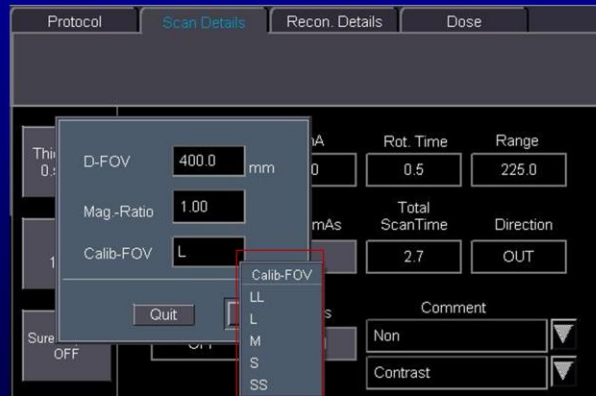 Protocol Scan Details Recon. Details Dose
Rot. Time Range
0.5 225.0
D-FOV 400.0 mm
Mag.-Ratio 1.00
Calib-FOV L
Total
mAs ScanTime Direction
2.7 OUT
Calib-FOV
LL
L
M
S
SS
Quit
Comment
Non
Contrast
Sure
OFF